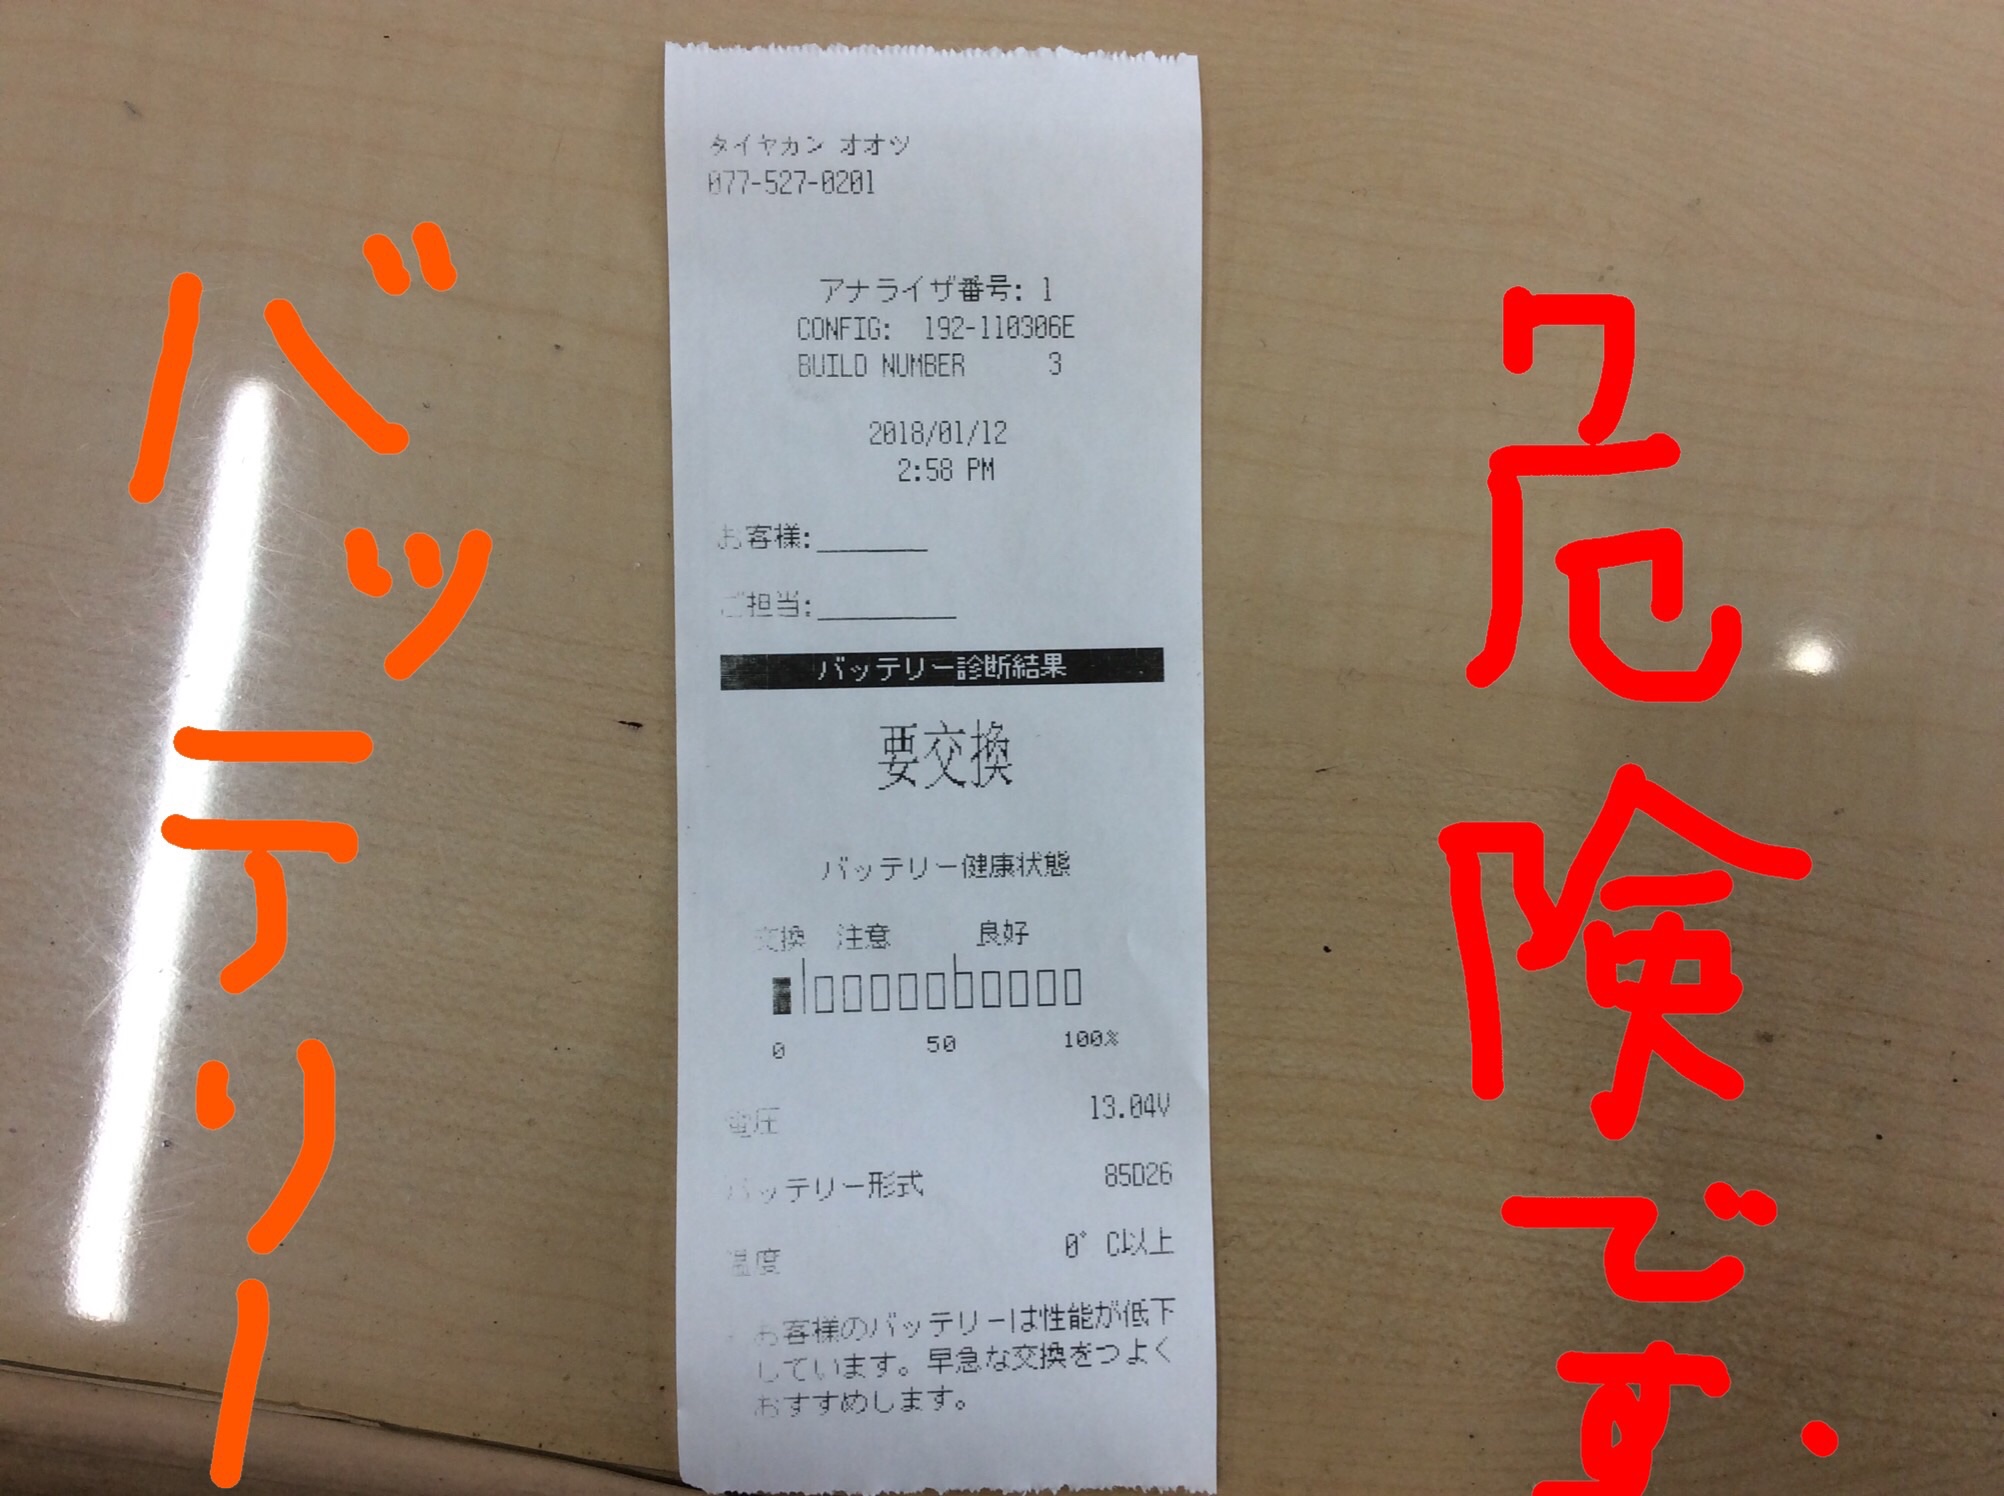 タイヤカン オオツ
077-527-0201
アナライザ番号: 1
CONFIG: 192-110306E
BUILD NUMBER 3
2018/01/12
2:58 PM
お客様:
ご担当:
バッテリー診断結果
要交換
バッテリー健康状態
交換 注意 良好
0 50 100%
電圧 13.04V
バッテリー形式 85D26
温度 0°C以上
お客様のバッテリーは性能が低下
しています。早急な交換をつよく
おすすめします。
バッテリー
危険です.